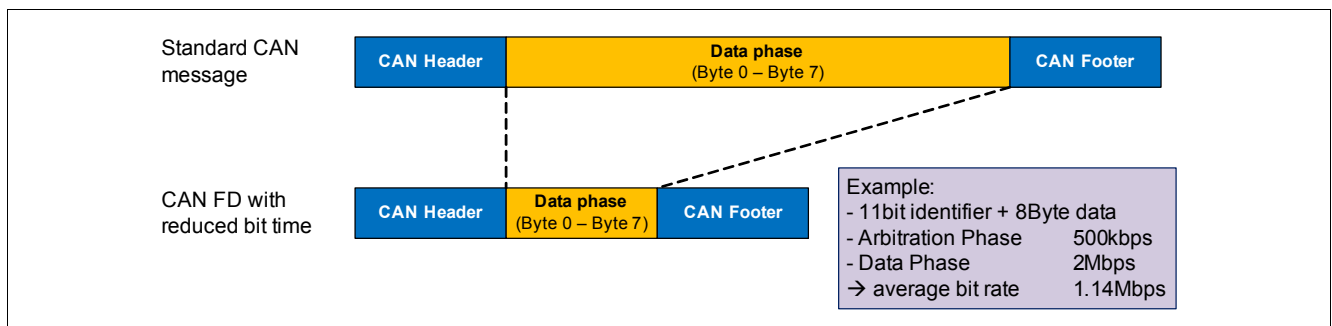 Standard CAN
message
CAN Header
Data phase
(Byte 0 – Byte 7)
CAN Footer
CAN FD with
reduced bit time
CAN Header
Data phase
(Byte 0 – Byte 7)
CAN Footer
Example:
- 11bit identifier + 8Byte data
- Arbitration Phase 500kbps
- Data Phase 2Mbps
→ average bit rate 1.14Mbps